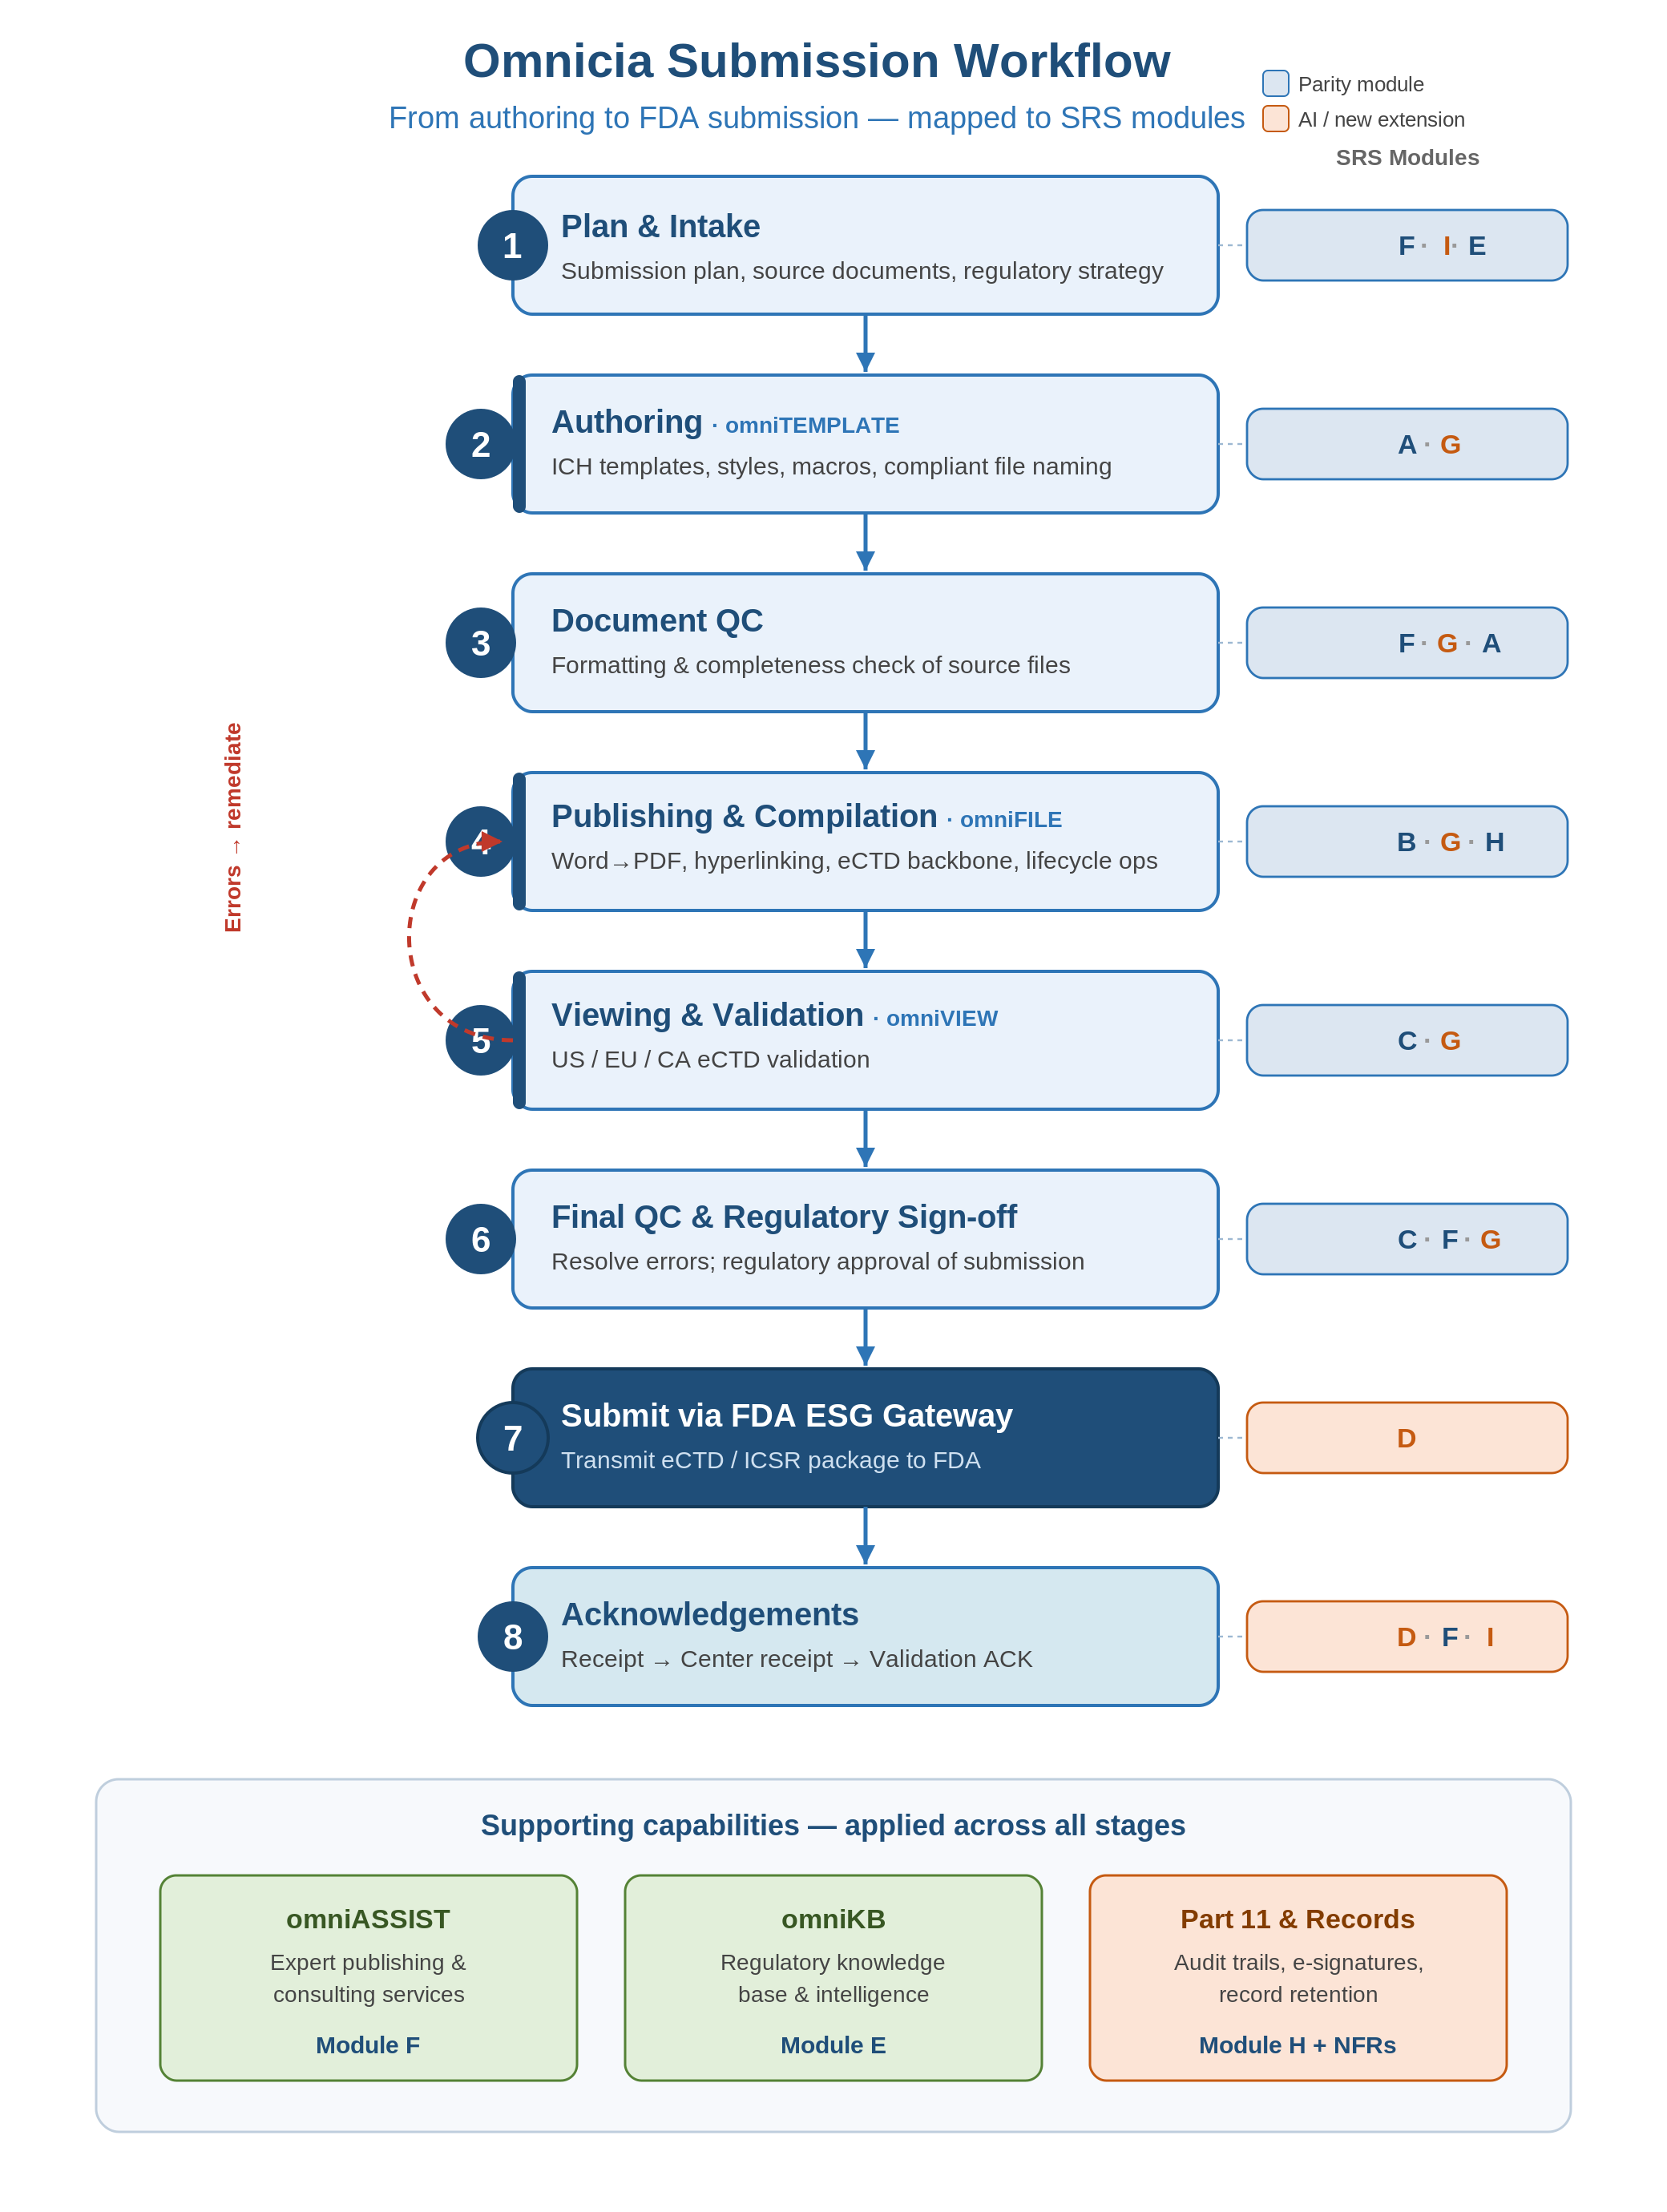 Omnicia Submission Workflow
From authoring to FDA submission — mapped to SRS modules
Parity module
AI / new extension
SRS Modules
1
Plan & Intake
Submission plan, source documents, regulatory strategy
F · I · E
2
Authoring · omniTEMPLATE
ICH templates, styles, macros, compliant file naming
A · G
3
Document QC
Formatting & completeness check of source files
F · G · A
Errors → remediate
4
Publishing & Compilation · omniFILE
Word→PDF, hyperlinking, eCTD backbone, lifecycle ops
B · G · H
5
Viewing & Validation · omniVIEW
US / EU / CA eCTD validation
C · G
6
Final QC & Regulatory Sign-off
Resolve errors; regulatory approval of submission
C · F · G
7
Submit via FDA ESG Gateway
Transmit eCTD / ICSR package to FDA
D
8
Acknowledgements
Receipt → Center receipt → Validation ACK
D · F · I
Supporting capabilities — applied across all stages
omniASSIST
Expert publishing &
consulting services
Module F
omniKB
Regulatory knowledge
base & intelligence
Module E
Part 11 & Records
Audit trails, e-signatures,
record retention
Module H + NFRs